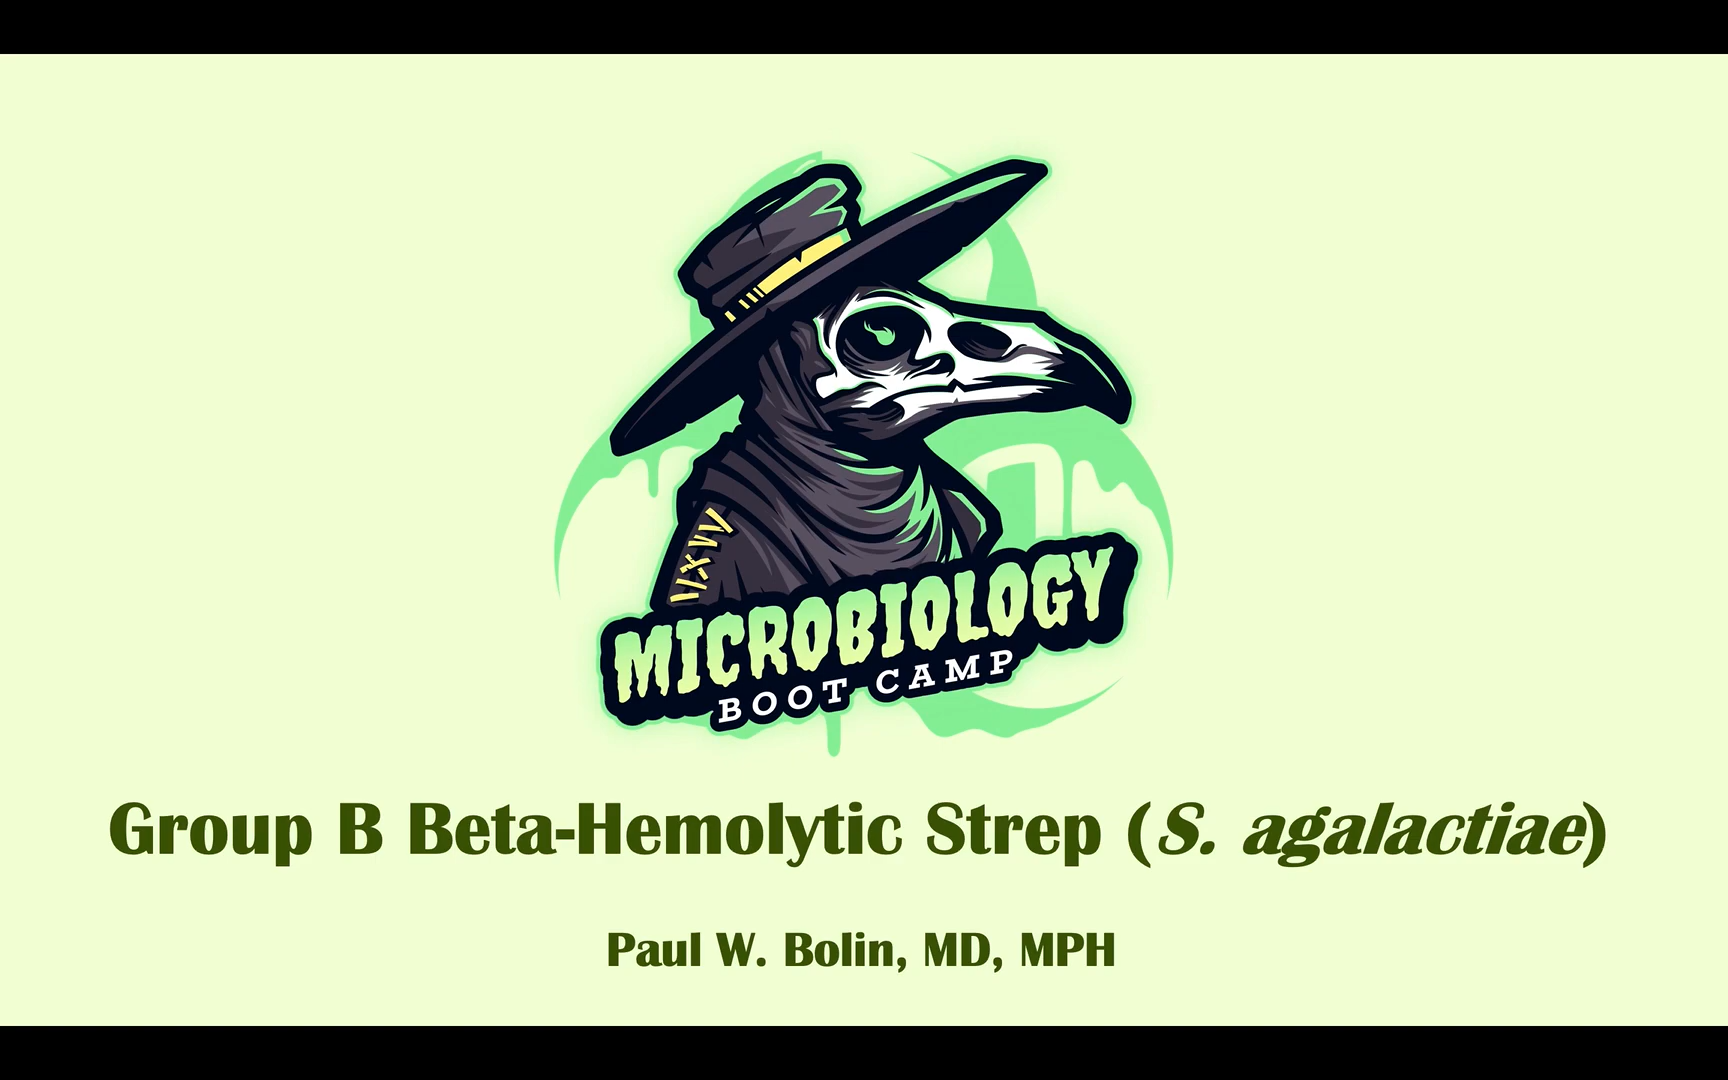 MICROBIOLOGY
BOOT CAMP
Group B Beta-Hemolytic Strep (S. agalactiae)
Paul W. Bolin, MD, MPH